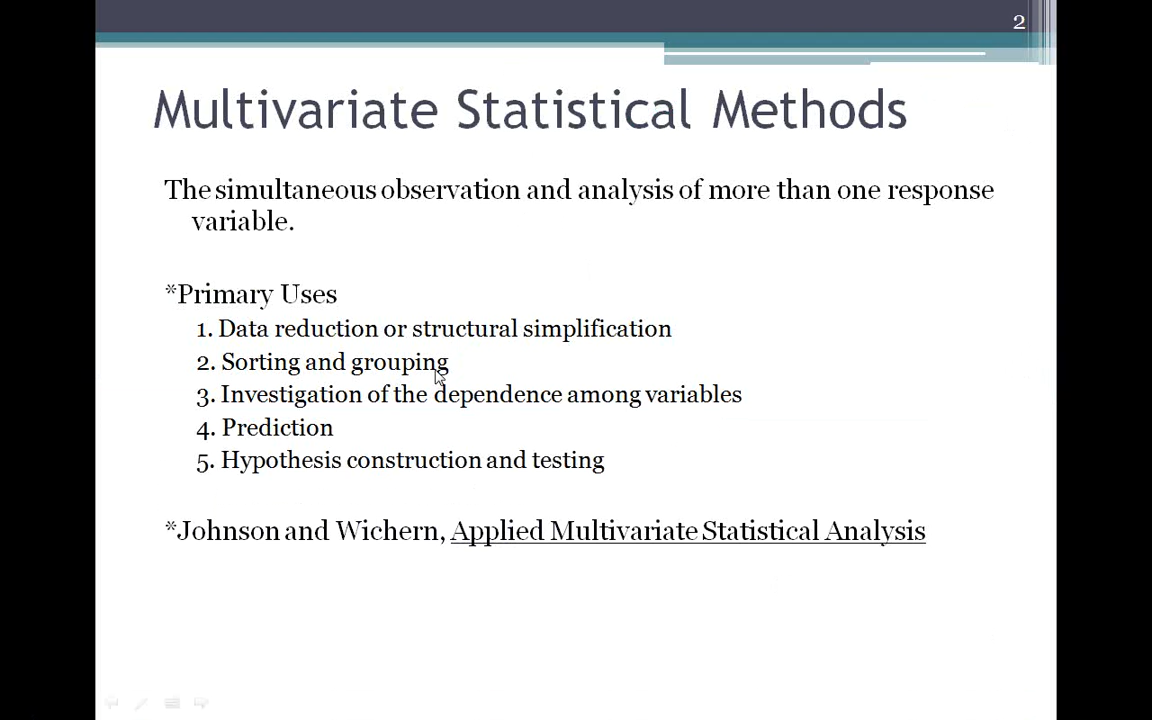 2
Multivariate Statistical Methods
The simultaneous observation and analysis of more than one response
variable.
*Primary Uses
1. Data reduction or structural simplification
2. Sorting and grouping
3. Investigation of the dependence among variables
4. Prediction
5. Hypothesis construction and testing
*Johnson and Wichern, Applied Multivariate Statistical Analysis